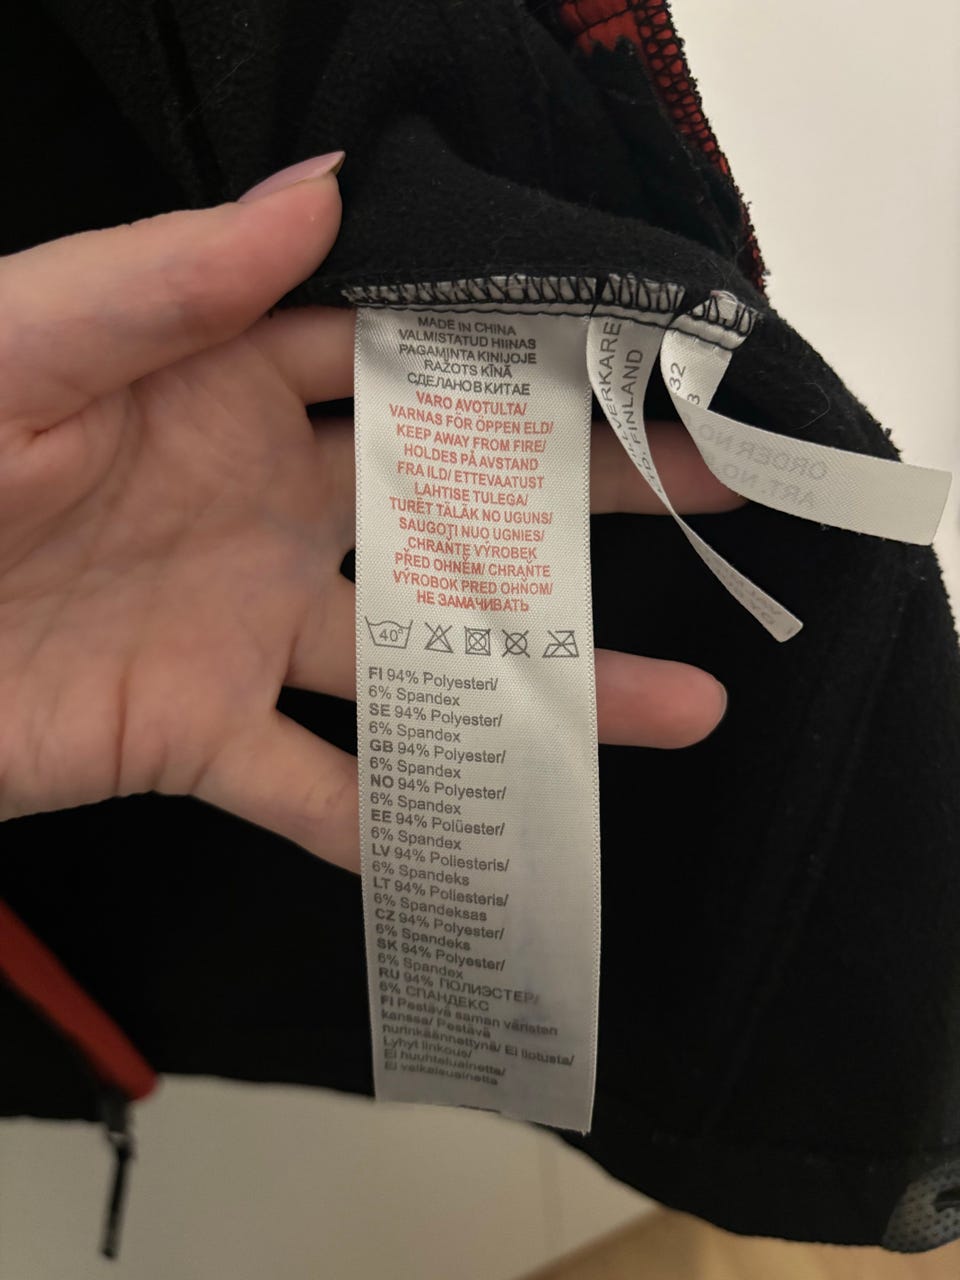 MADE IN CHINA
VALMISTATUD HIINAS
PAGAMINTA KINIJOJE
RAŽOTS ĶĪNĀ
СДЕЛАНО В КИТАЕ
VARO AVOTULTA/
VARNAS FÖR ÖPPEN ELD/
KEEP AWAY FROM FIRE/
HOLDES PÅ AVSTAND
FRA ILD/ ETTEVAATUST
LAHTISE TULEGA/
TURĒT TĀLĀK NO UGUNS/
SAUGOTI NUO UGNIES/
CHRAŇTE VÝROBEK
PŘED OHNĚM/ CHRAŇTE
VÝROBOK PRED OHŇOM/
НЕ ЗАМАЧИВАТЬ
40°
FI 94% Polyesteri/
6% Spandex
SE 94% Polyester/
6% Spandex
GB 94% Polyester/
6% Spandex
NO 94% Polyester/
6% Spandex
EE 94% Polüester/
6% Spandex
LV 94% Poliesteris/
6% Spandeks
LT 94% Poliesteris/
6% Spandeksas
CZ 94% Polyester/
6% Spandeks
SK 94% Polyester/
6% Spandex
RU 94% ПОЛИЭСТЕР/
6% СПАНДЕКС
FI Pestävä saman väristen
kanssa/ Pestävä
nurinkäännettynä/ Ei liotusta/
Lyhyt linkous/
Ei huuhteluainetta/
Ei valkaisuainetta
VERKARE
FINLAND
32
3
ORDER NO
ART. NO.